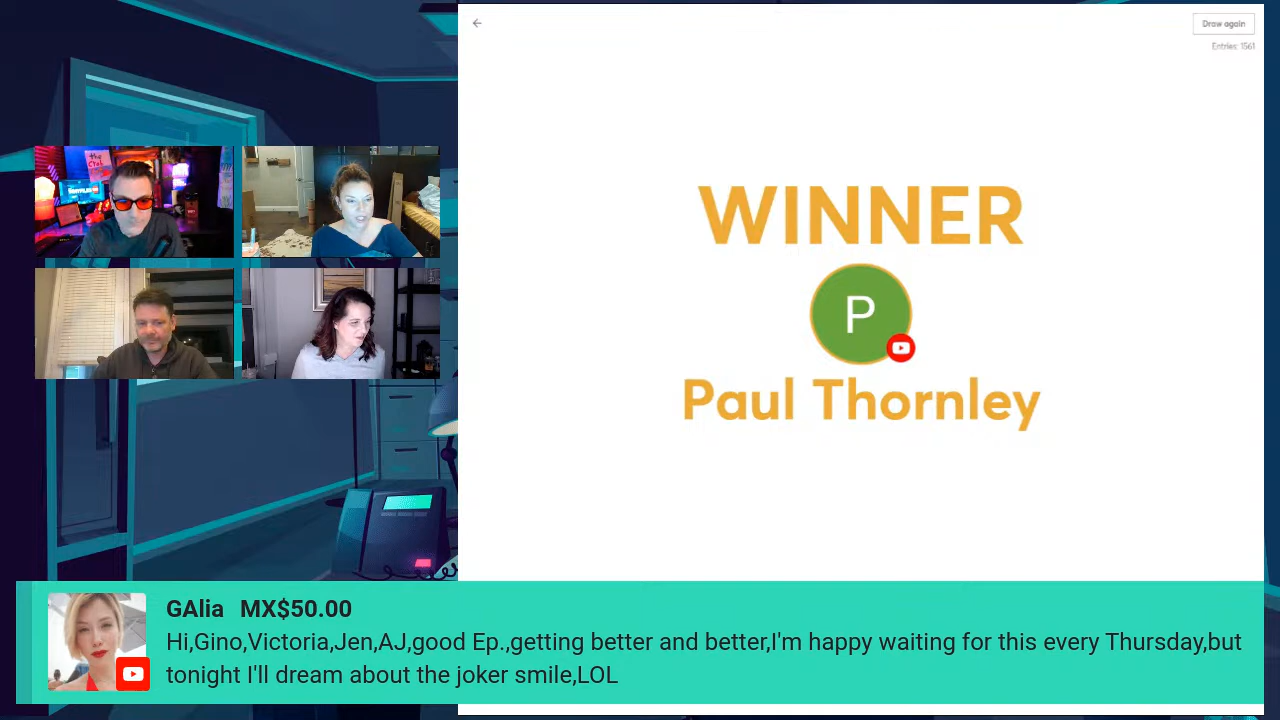 Draw again
Entries: 1561
the
WINNER
P
Paul Thornley
GAlia MX$50.00
Hi,Gino,Victoria,Jen,AJ,good Ep.,getting better and better,I'm happy waiting for this every Thursday,but
tonight I'll dream about the joker smile,LOL